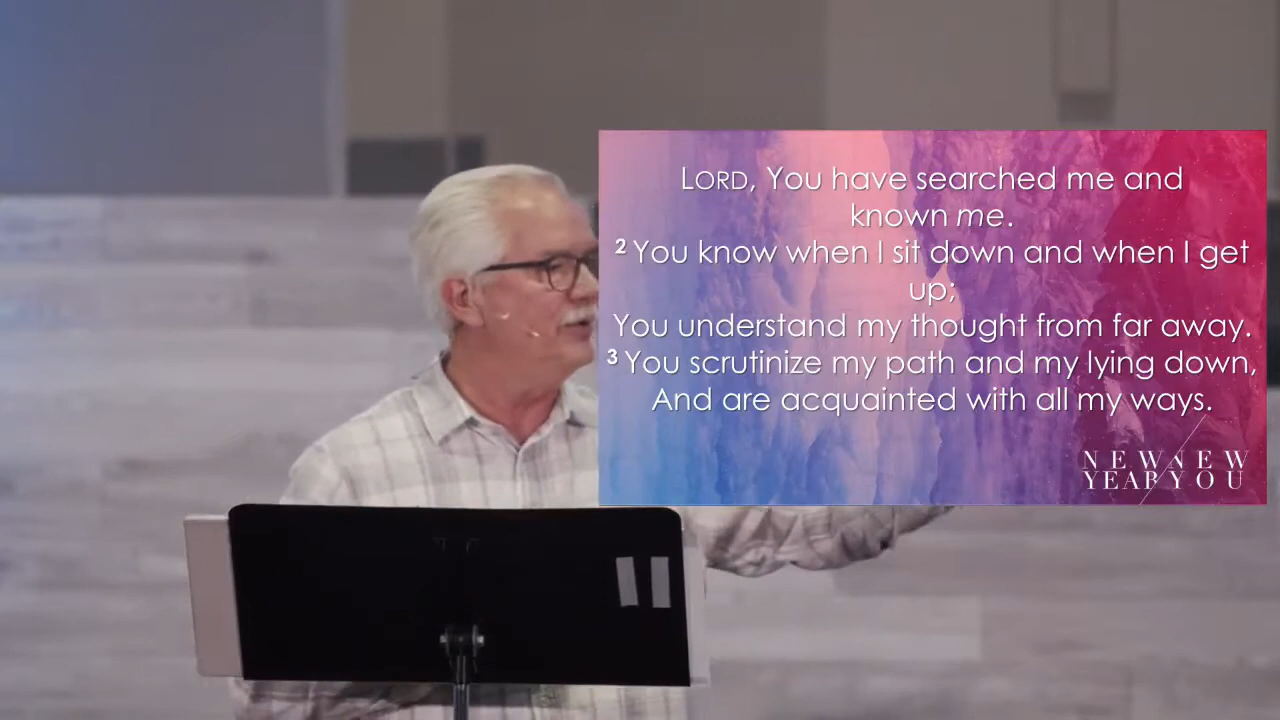 LORD, You have searched me and
known me.
2 You know when I sit down and when I get
up;
You understand my thought from far away.
3 You scrutinize my path and my lying down,
And are acquainted with all my ways.
NEW NEW
YEAR YOU